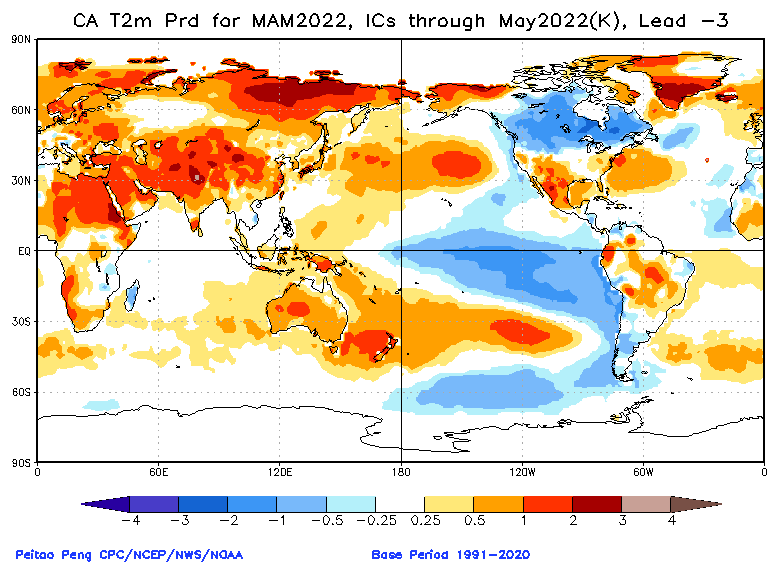 CA T2m Prd for MAM2022, ICs through May2022(K), Lead −3
90N
60N
30N
EQ
30S
60S
90S
0 60E 120E 180 120W 60W 0
−4 −3 −2 −1 −0.5 −0.25 0.25 0.5 1 2 3 4
Peitao Peng CPC/NCEP/NWS/NOAA Base Period 1991−2020